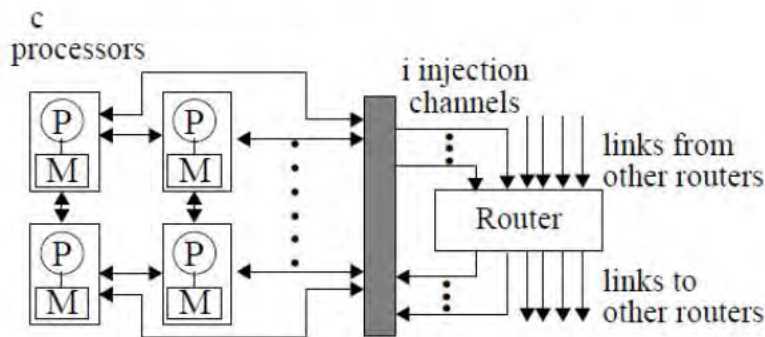 c
processors
P
M
P
M
P
M
P
M
i injection
channels
links from
other routers
Router
links to
other routers